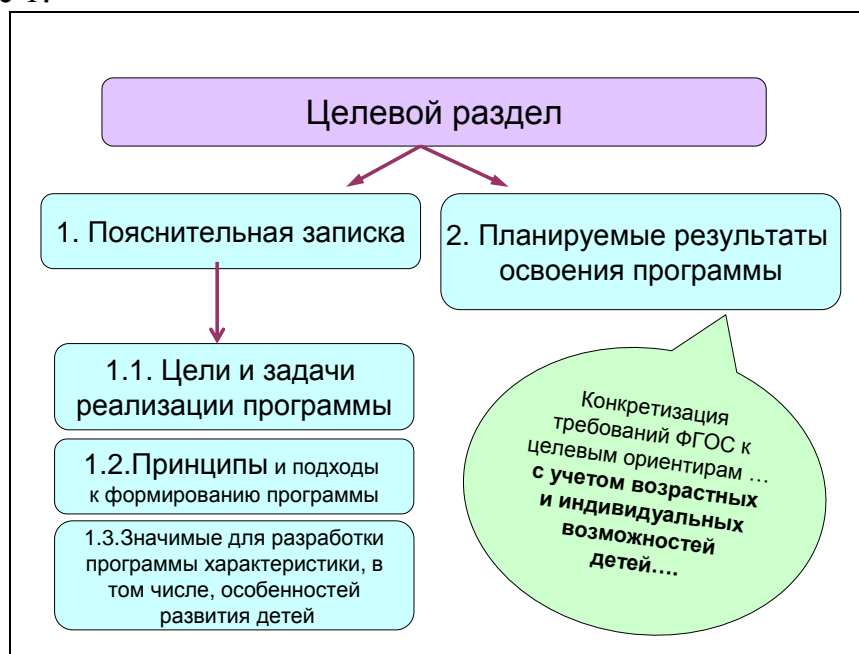 Целевой раздел
1. Пояснительная записка
2. Планируемые результаты
освоения программы
1.1. Цели и задачи
реализации программы
1.2.Принципы и подходы
к формированию программы
1.3.Значимые для разработки
программы характеристики, в
том числе, особенностей
развития детей
Конкретизация
требований ФГОС к
целевым ориентирам …
с учетом возрастных
и индивидуальных
возможностей
детей….